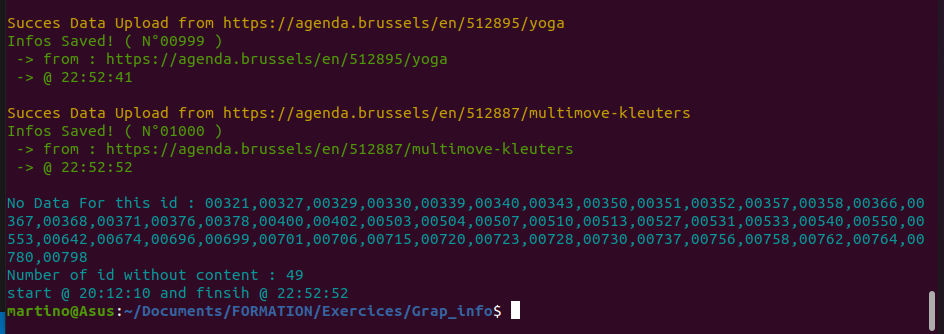 Succes Data Upload from https://agenda.brussels/en/512895/yoga
Infos Saved! ( N°00999 )
-> from : https://agenda.brussels/en/512895/yoga
-> @ 22:52:41
Succes Data Upload from https://agenda.brussels/en/512887/multimove-kleuters
Infos Saved! ( N°01000 )
-> from : https://agenda.brussels/en/512887/multimove-kleuters
-> @ 22:52:52
No Data For this id : 00321,00327,00329,00330,00339,00340,00343,00350,00351,00352,00357,00358,00366,00
367,00368,00371,00376,00378,00400,00402,00503,00504,00507,00510,00513,00527,00531,00533,00540,00550,00
553,00642,00674,00696,00699,00701,00706,00715,00720,00723,00728,00730,00737,00756,00758,00762,00764,00
780,00798
Number of id without content : 49
start @ 20:12:10 and finsih @ 22:52:52
martino@Asus:~/Documents/FORMATION/Exercices/Grap_info$